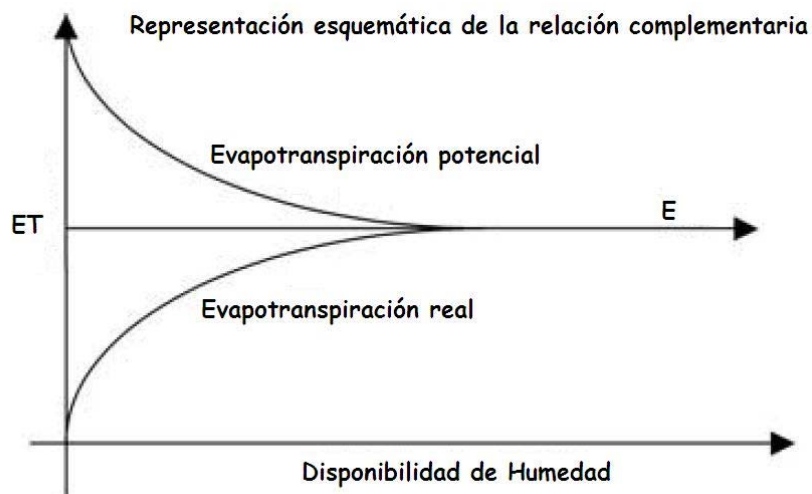 Representación esquemática de la relación complementaria
Evapotranspiración potencial
E
ET
Evapotranspiración real
Disponibilidad de Humedad